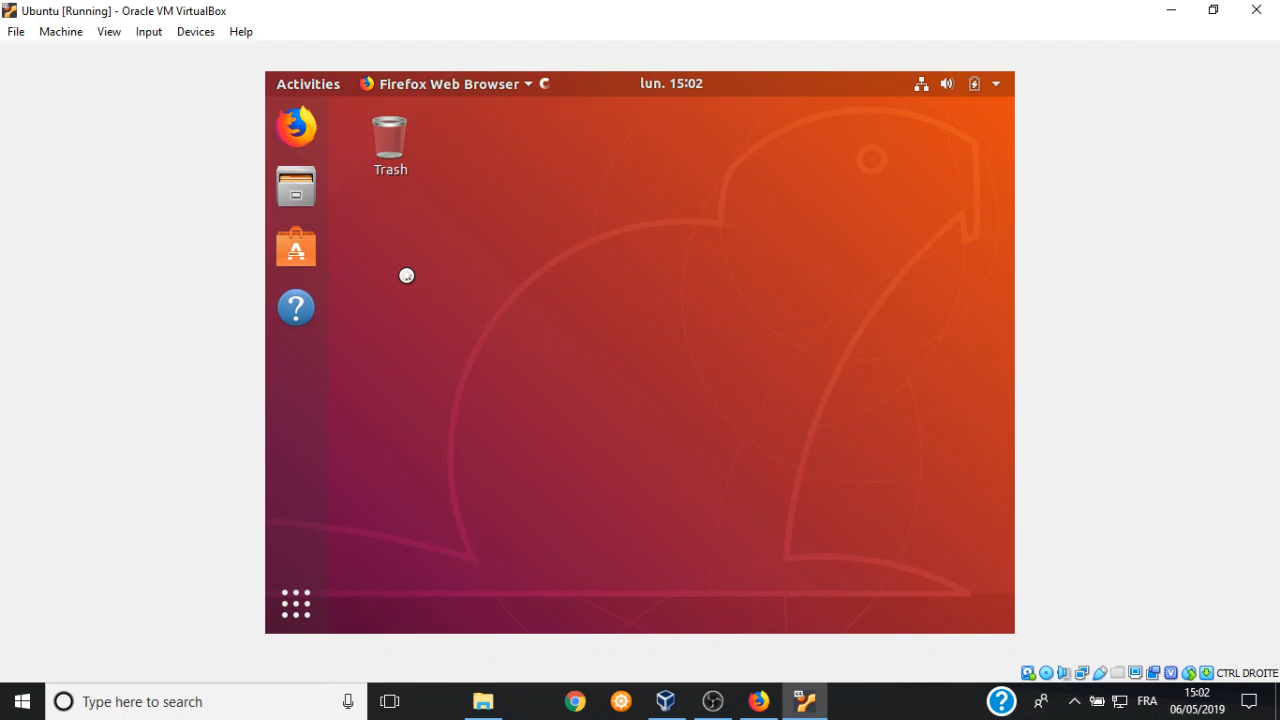 Ubuntu [Running] - Oracle VM VirtualBox
File Machine View Input Devices Help
Activities Firefox Web Browser lun. 15:02
Trash
CTRL DROITE
Type here to search
FRA
15:02
06/05/2019